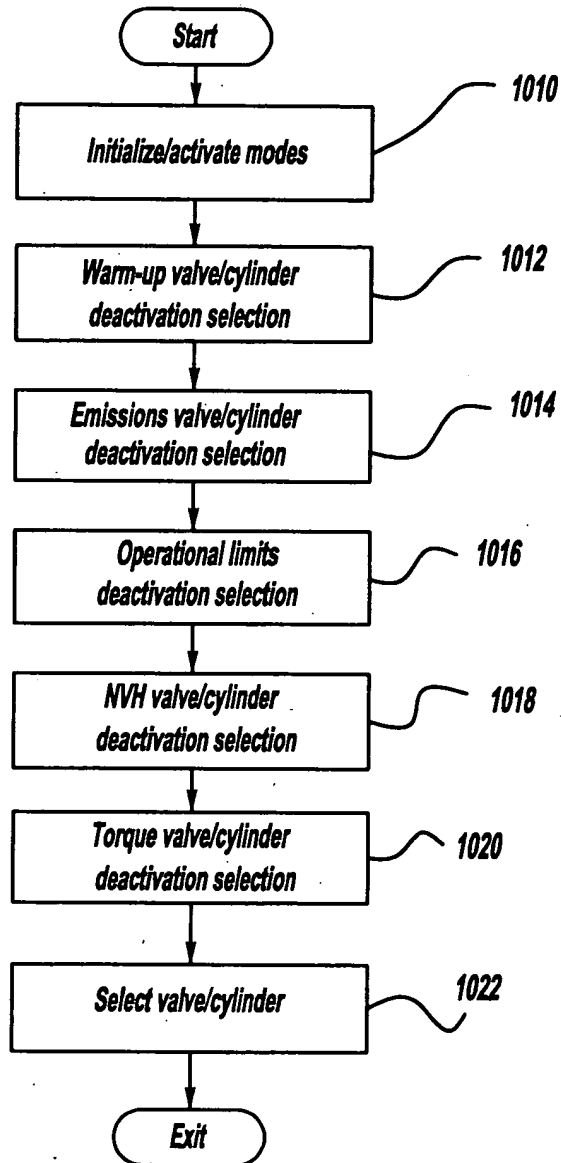 Start
1010
Initialize/activate modes
1012
Warm-up valve/cylinder
deactivation selection
1014
Emissions valve/cylinder
deactivation selection
1016
Operational limits
deactivation selection
1018
NVH valve/cylinder
deactivation selection
1020
Torque valve/cylinder
deactivation selection
1022
Select valve/cylinder
Exit